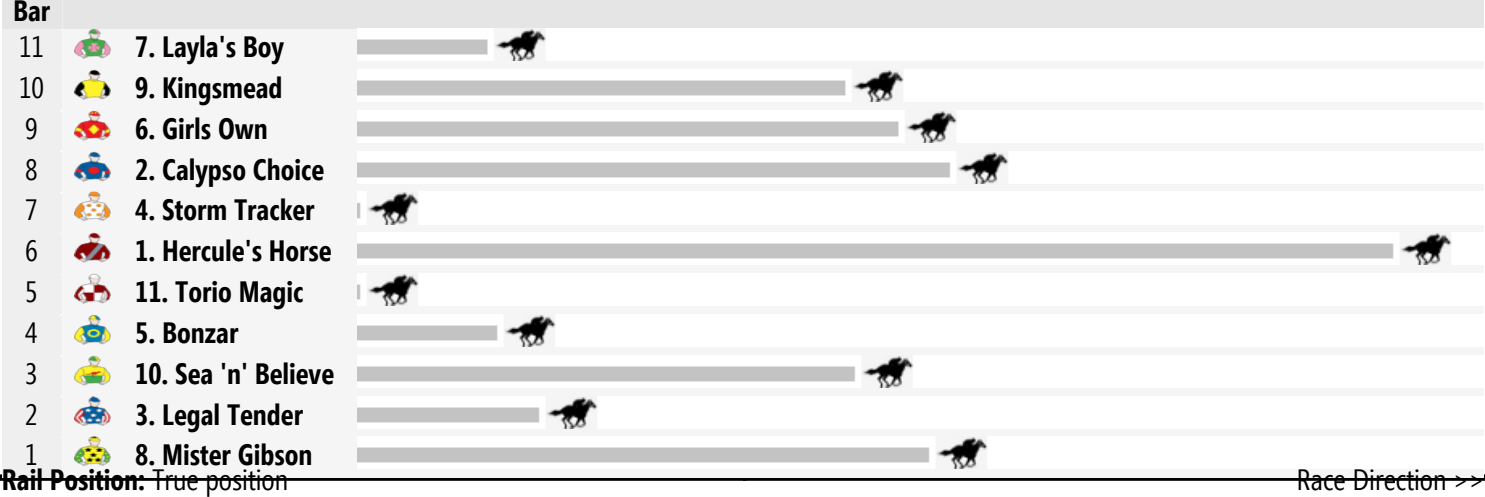 Bar
11 7. Layla's Boy
10 9. Kingsmead
9 6. Girls Own
8 2. Calypso Choice
7 4. Storm Tracker
6 1. Hercule's Horse
5 11. Torio Magic
4 5. Bonzar
3 10. Sea 'n' Believe
2 3. Legal Tender
1 8. Mister Gibson
Rail Position: True position Race Direction >>